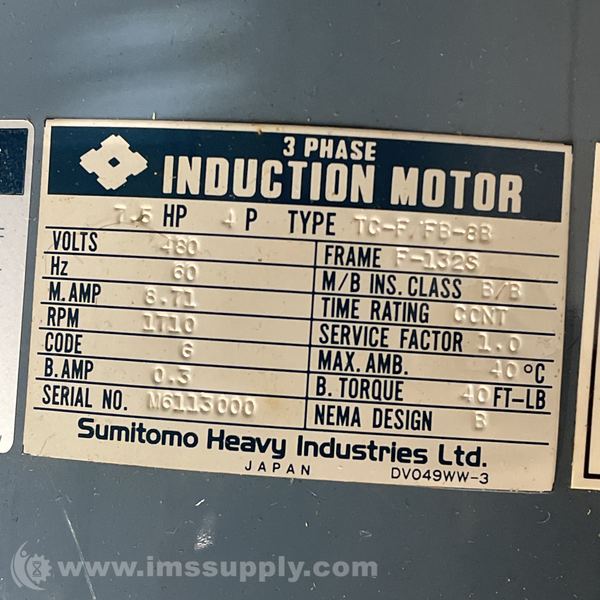 3 PHASE
INDUCTION MOTOR
7.5 HP 4 P TYPE TC-F/FB-8B
VOLTS 460 FRAME F-132S
Hz 60 M/B INS. CLASS B/B
M. AMP 8.71 TIME RATING CONT
RPM 1710 SERVICE FACTOR 1.0
CODE G MAX. AMB. 40 °C
B. AMP 0.3 B. TORQUE 40 FT-LB
SERIAL NO. M6113000 NEMA DESIGN B
Sumitomo Heavy Industries Ltd.
JAPAN DV049WW-3
www.imssupply.com